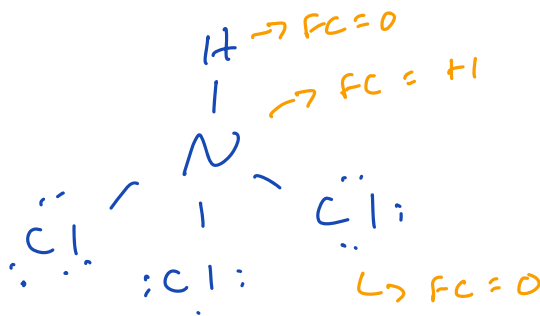 H → FC = 0
N → FC = +1
Cl Cl Cl
↳ FC = 0